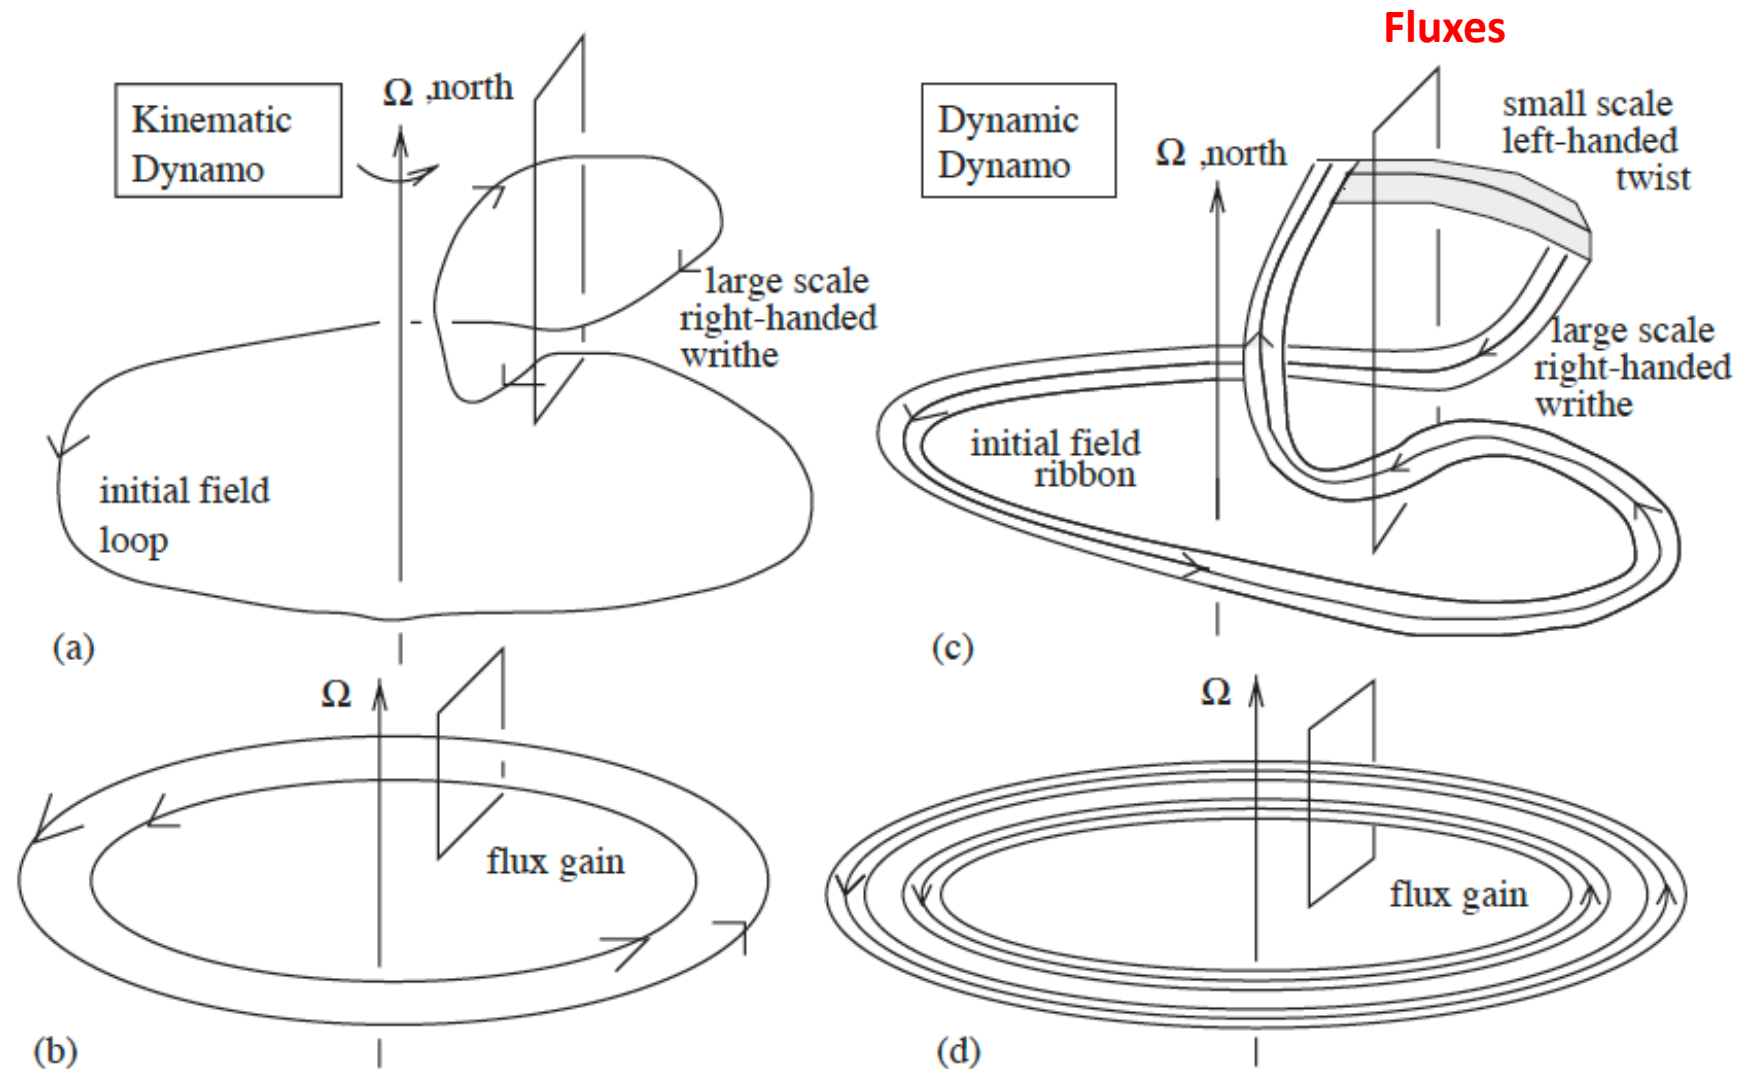 Fluxes
Kinematic
Dynamo
Ω ,north
large scale
right-handed
writhe
initial field
loop
(a)
Dynamic
Dynamo
Ω ,north
small scale
left-handed
twist
large scale
right-handed
writhe
initial field
ribbon
(c)
Ω
flux gain
(b)
Ω
flux gain
(d)